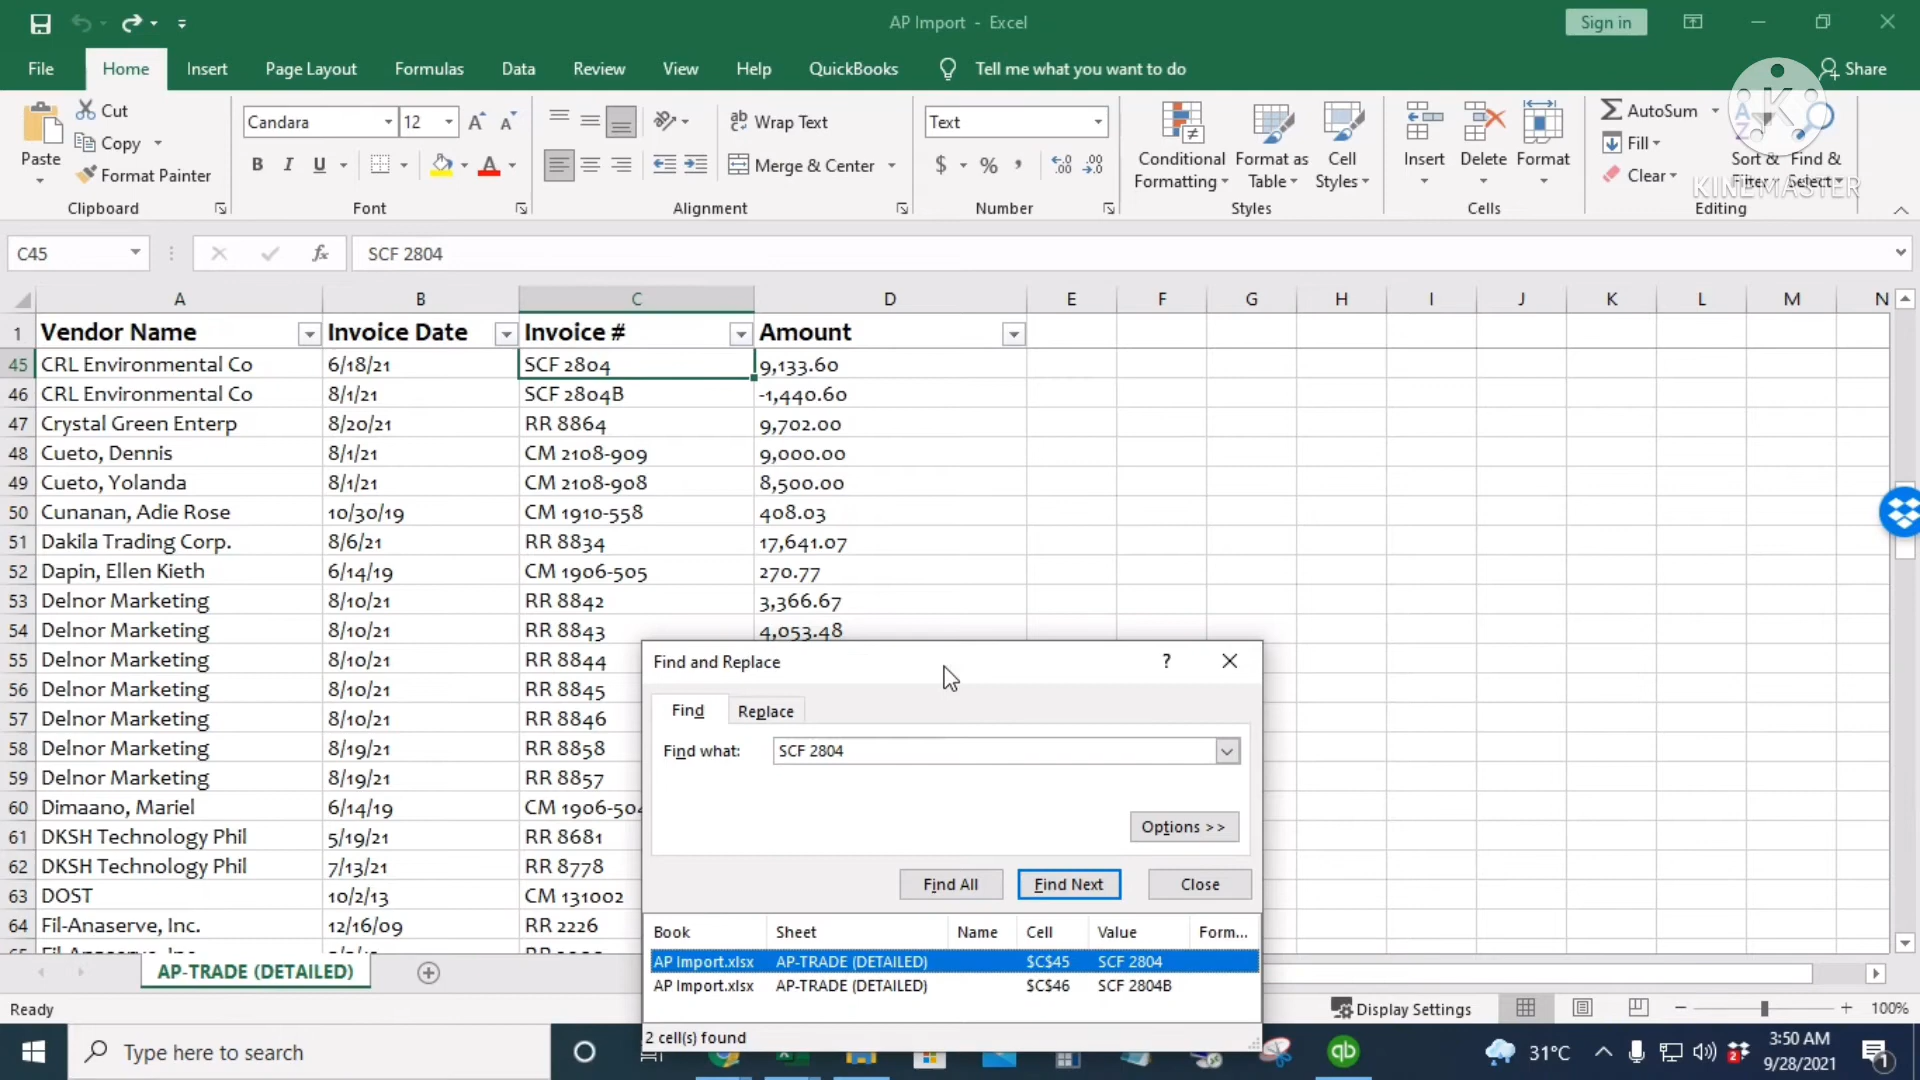 AP Import - Excel
Sign in
File Home Insert Page Layout Formulas Data Review View Help QuickBooks Tell me what you want to do Share
Paste
Cut
Copy
Format Painter
Clipboard
Candara 12
B I U A
Font
Wrap Text
Merge & Center
Alignment
Text
$ % ,
Number
Conditional Formatting
Format as Table
Cell Styles
Styles
Insert Delete Format
Cells
AutoSum
Fill
Clear
Sort & Filter
Find & Select
Editing
K
KINEMASTER
C45 fx SCF 2804
A B C D E F G H I J K L M N
1 Vendor Name Invoice Date Invoice # Amount
45 CRL Environmental Co 6/18/21 SCF 2804 9,133.60
46 CRL Environmental Co 8/1/21 SCF 2804B -1,440.60
47 Crystal Green Enterp 8/20/21 RR 8864 9,702.00
48 Cueto, Dennis 8/1/21 CM 2108-909 9,000.00
49 Cueto, Yolanda 8/1/21 CM 2108-908 8,500.00
50 Cunanan, Adie Rose 10/30/19 CM 1910-558 408.03
51 Dakila Trading Corp. 8/6/21 RR 8834 17,641.07
52 Dapin, Ellen Kieth 6/14/19 CM 1906-505 270.77
53 Delnor Marketing 8/10/21 RR 8842 3,366.67
54 Delnor Marketing 8/10/21 RR 8843 4,053.48
55 Delnor Marketing 8/10/21 RR 8844
56 Delnor Marketing 8/10/21 RR 8845
57 Delnor Marketing 8/10/21 RR 8846
58 Delnor Marketing 8/19/21 RR 8858
59 Delnor Marketing 8/19/21 RR 8857
60 Dimaano, Mariel 6/14/19 CM 1906-504
61 DKSH Technology Phil 5/19/21 RR 8681
62 DKSH Technology Phil 7/13/21 RR 8778
63 DOST 10/2/13 CM 131002
64 Fil-Anaserve, Inc. 12/16/09 RR 2226
Find and Replace ?
Find Replace
Find what: SCF 2804
Options >>
Find All Find Next Close
Book Sheet Name Cell Value Form...
AP Import.xlsx AP-TRADE (DETAILED) $C$45 SCF 2804
AP Import.xlsx AP-TRADE (DETAILED) $C$46 SCF 2804B
2 cell(s) found
AP-TRADE (DETAILED)
Ready Display Settings 100%
Type here to search
qb
31°C
2
3:50 AM
9/28/2021
1